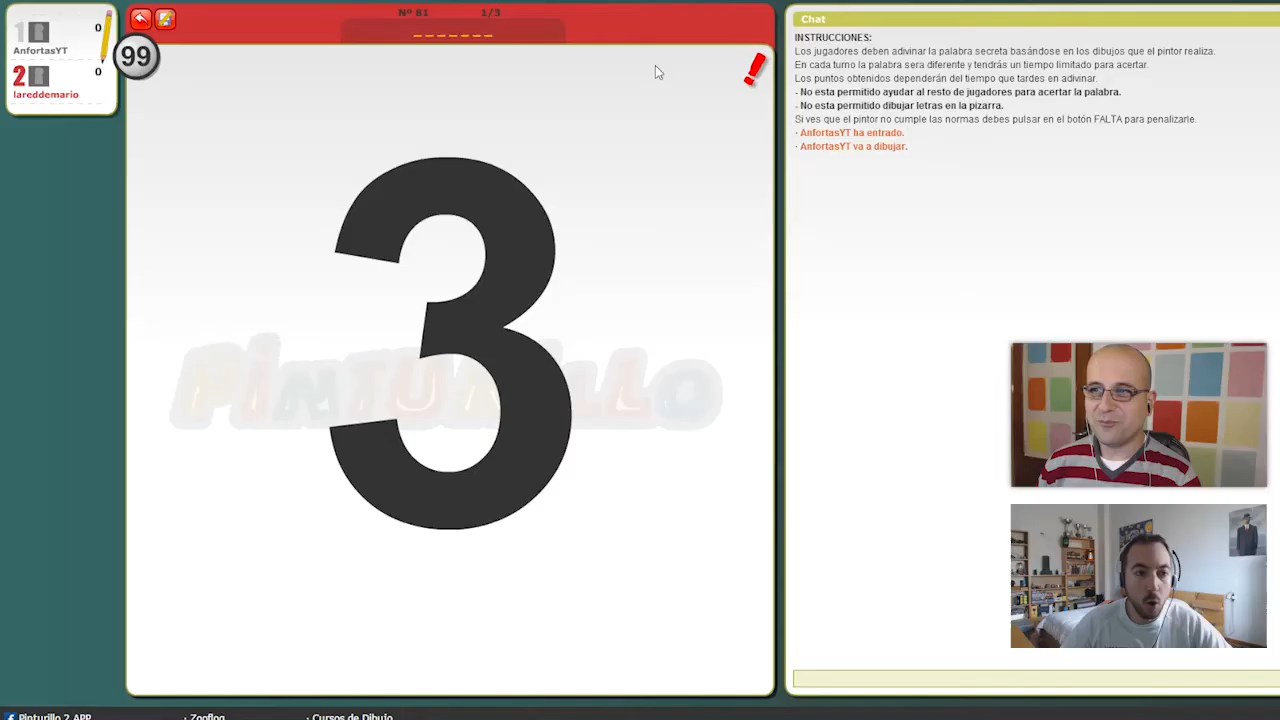 Nº 81 1/3
_ _ _ _ _ _ _
1 0
AnfortasYT
2 0
lareddemario
99
!
3
PINTURILLO
Chat
INSTRUCCIONES:
Los jugadores deben adivinar la palabra secreta basándose en los dibujos que el pintor realiza.
En cada turno la palabra sera diferente y tendrás un tiempo limitado para acertar.
Los puntos obtenidos dependerán del tiempo que tardes en adivinar.
- No esta permitido ayudar al resto de jugadores para acertar la palabra.
- No esta permitido dibujar letras en la pizarra.
Si ves que el pintor no cumple las normas debes pulsar en el botón FALTA para penalizarle.
· AnfortasYT ha entrado.
· AnfortasYT va a dibujar.
Pinturillo 2 APP · Zooflog · Cursos de Dibujo